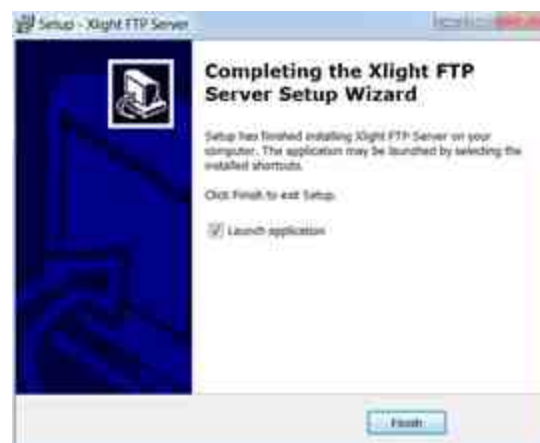 Setup - Xlight FTP Server
Completing the Xlight FTP
Server Setup Wizard
Setup has finished installing Xlight FTP Server on your
computer. The application may be launched by selecting the
installed shortcuts.
Click Finish to exit Setup.
Launch application
Finish